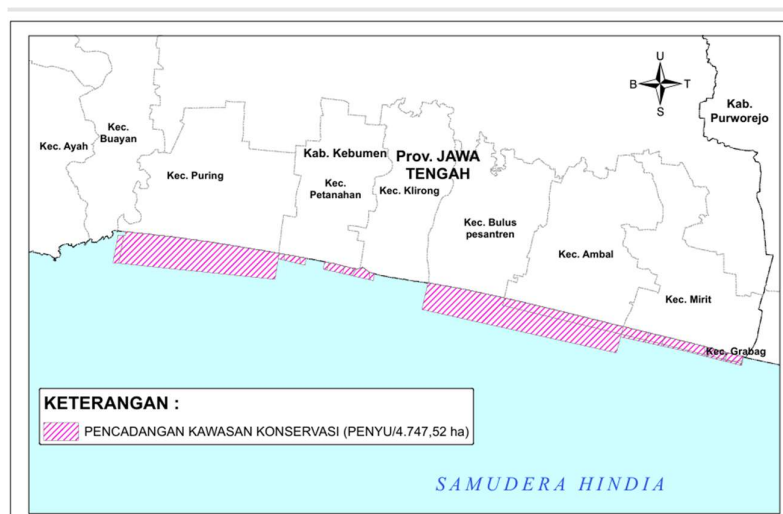 U
B T
S
Kab.
Purworejo
Kec.
Buayan
Kec. Ayah
Kab. Kebumen
Prov. JAWA
TENGAH
Kec. Puring
Kec.
Petanahan
Kec. Klirong
Kec. Bulus
pesantren
Kec. Ambal
Kec. Mirit
Kec. Grabag
KETERANGAN :
PENCADANGAN KAWASAN KONSERVASI (PENYU/4.747,52 ha)
SAMUDERA HINDIA